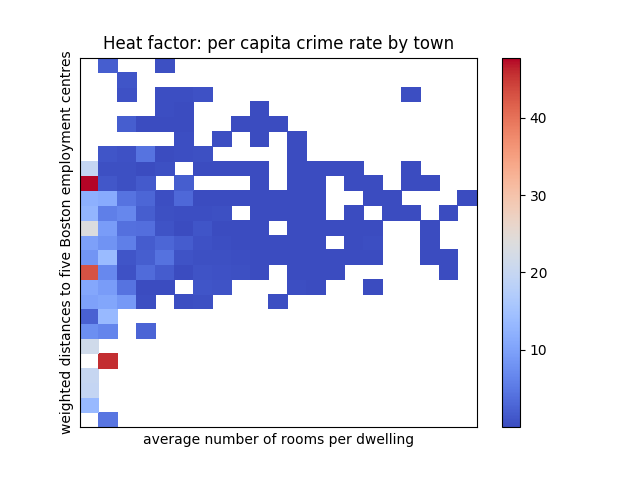 Heat factor: per capita crime rate by town
weighted distances to five Boston employment centres
average number of rooms per dwelling
40
30
20
10